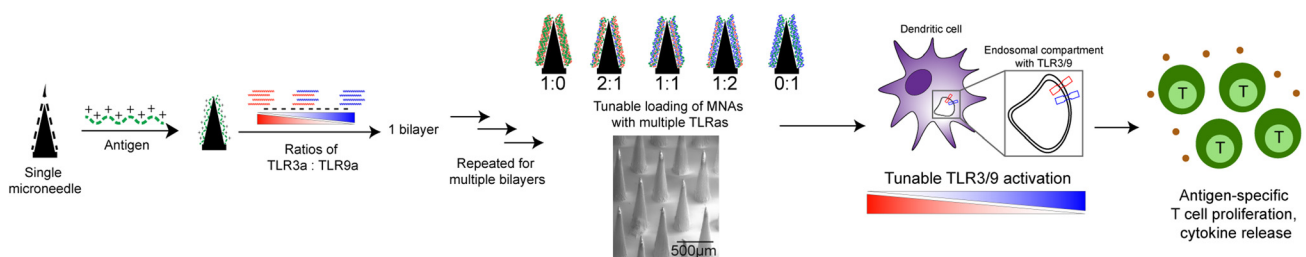 Single
microneedle
+ + + + + +
Antigen
Ratios of
TLR3a : TLR9a
1 bilayer
Repeated for
multiple bilayers
1:0
2:1
1:1
1:2
0:1
Tunable loading of MNAs
with multiple TLRas
500μm
Dendritic cell
Endosomal compartment
with TLR3/9
Tunable TLR3/9 activation
T
T
T
T
Antigen-specific
T cell proliferation,
cytokine release